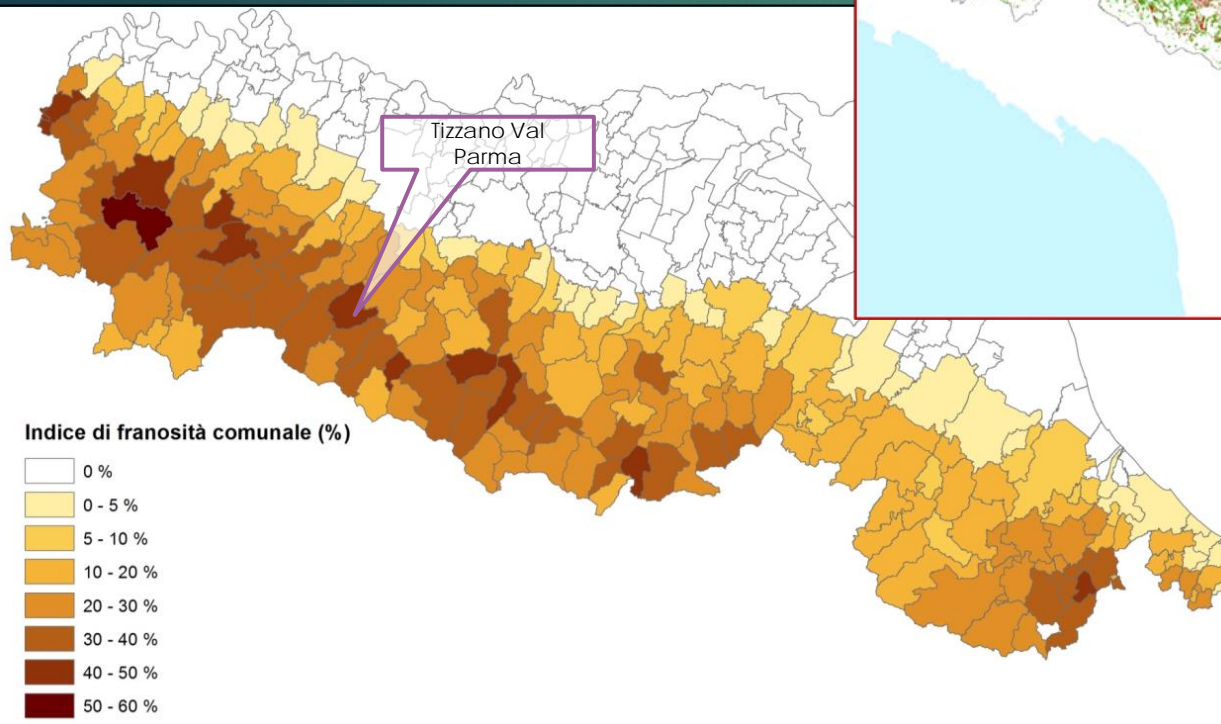 Tizzano Val
Parma
Indice di franosità comunale (%)
0 %
0 - 5 %
5 - 10 %
10 - 20 %
20 - 30 %
30 - 40 %
40 - 50 %
50 - 60 %